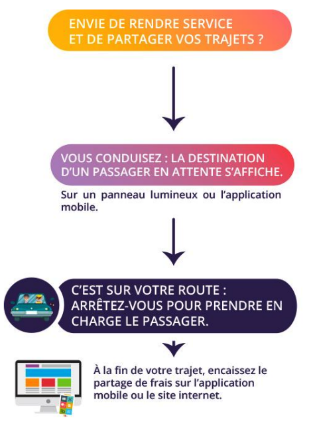 ENVIE DE RENDRE SERVICE
ET DE PARTAGER VOS TRAJETS ?
VOUS CONDUISEZ : LA DESTINATION
D'UN PASSAGER EN ATTENTE S'AFFICHE.
Sur un panneau lumineux ou l'application
mobile.
C'EST SUR VOTRE ROUTE :
ARRÊTEZ-VOUS POUR PRENDRE EN
CHARGE LE PASSAGER.
À la fin de votre trajet, encaissez le
partage de frais sur l'application
mobile ou le site internet.